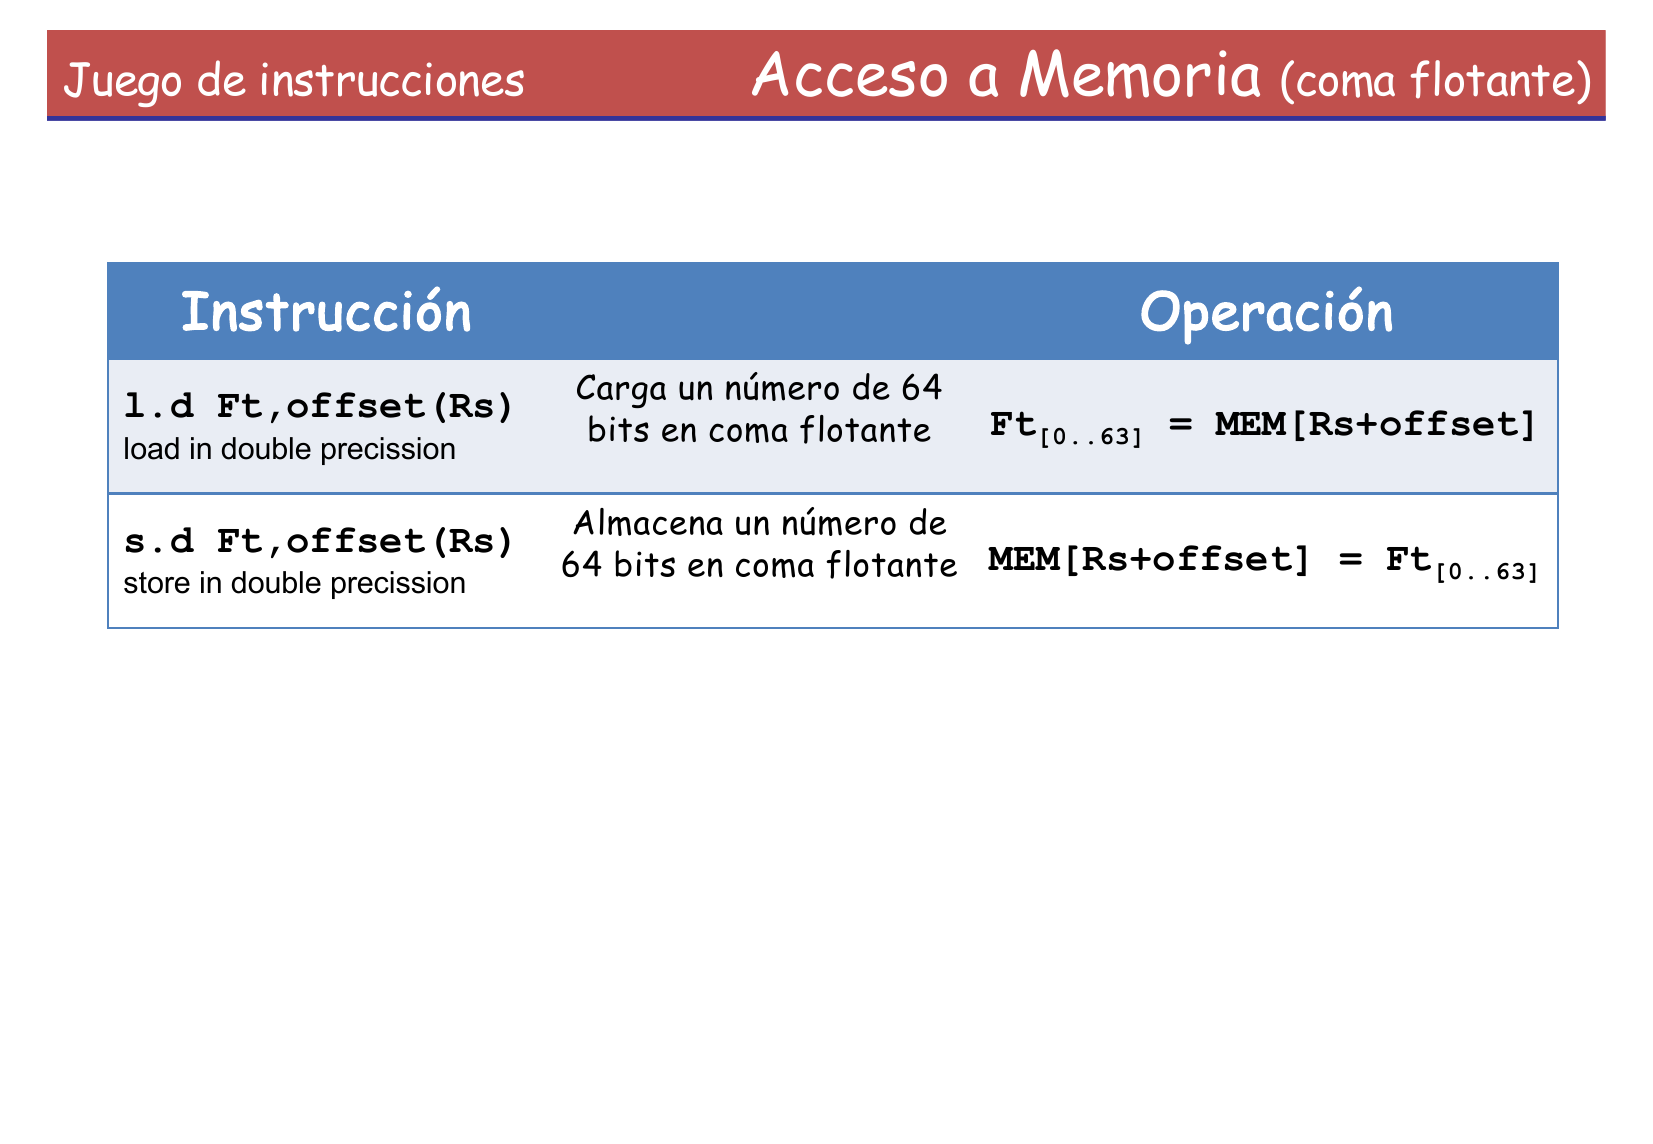 Juego de instrucciones Acceso a Memoria (coma flotante)
Instrucción Operación
l.d Ft,offset(Rs)
load in double precission
Carga un número de 64
bits en coma flotante
Ft[0..63] = MEM[Rs+offset]
s.d Ft,offset(Rs)
store in double precission
Almacena un número de
64 bits en coma flotante
MEM[Rs+offset] = Ft[0..63]